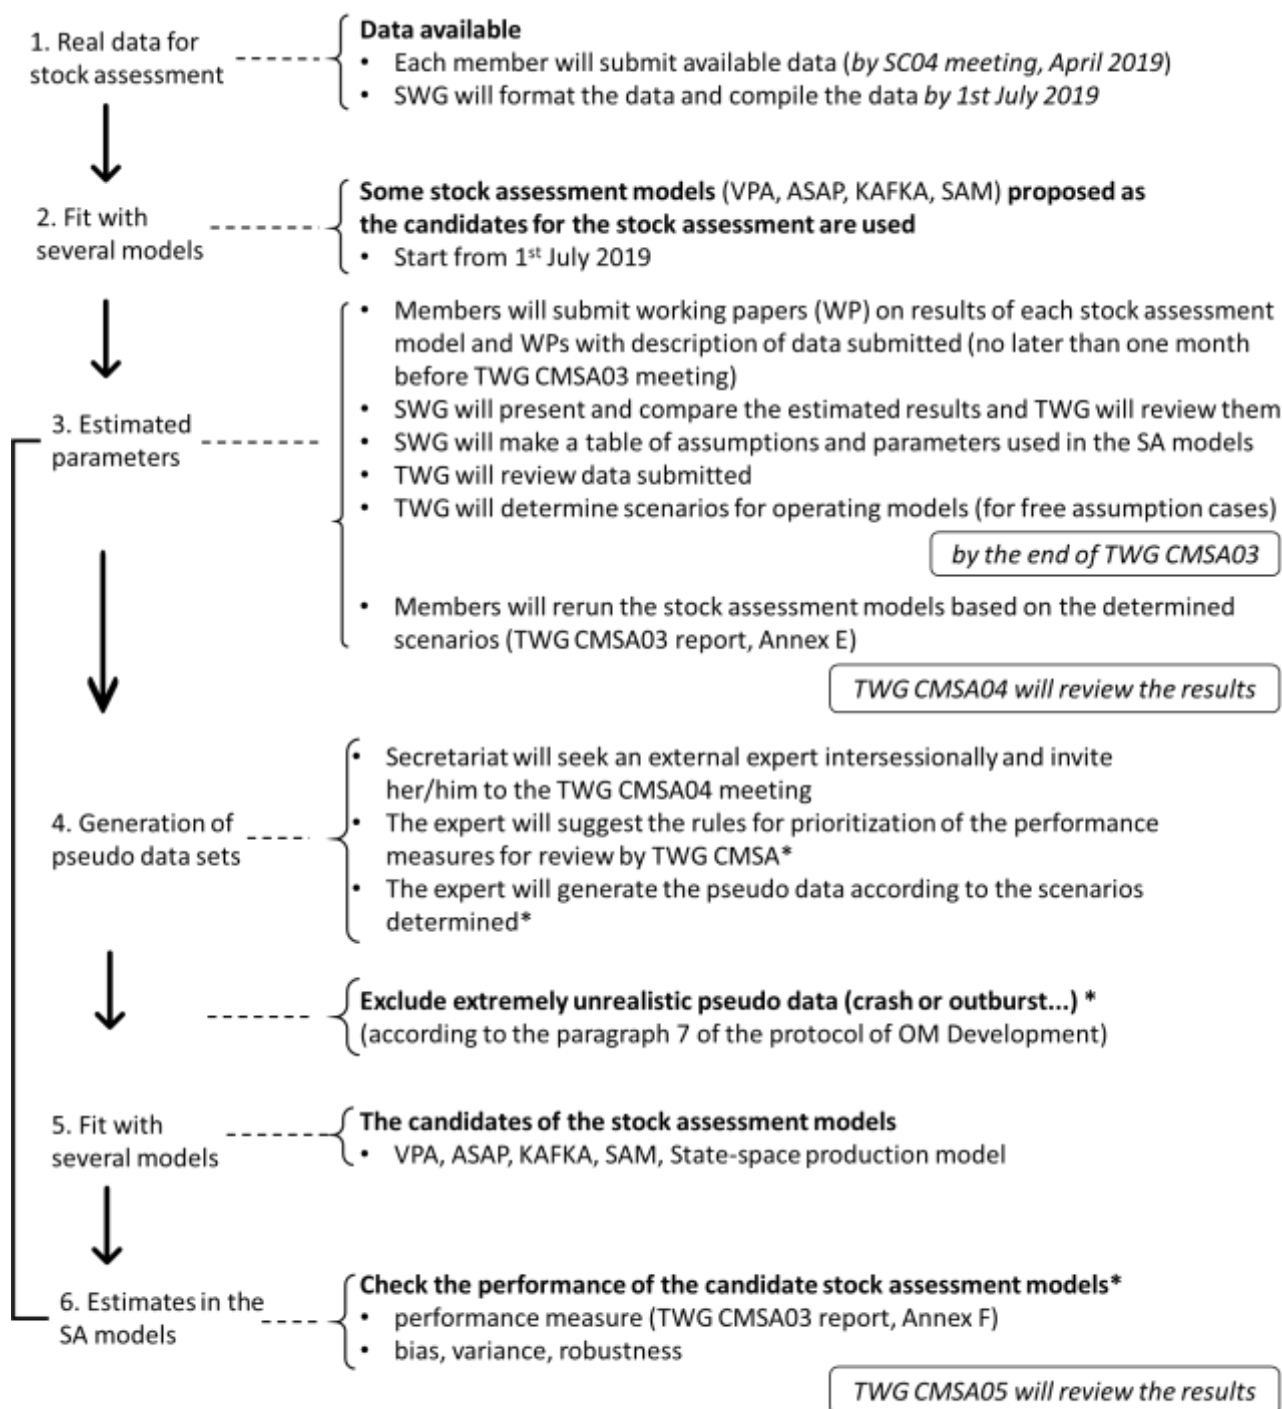 1. Real data for
stock assessment
Data available
• Each member will submit available data (by SC04 meeting, April 2019)
• SWG will format the data and compile the data by 1st July 2019
2. Fit with
several models
Some stock assessment models (VPA, ASAP, KAFKA, SAM) proposed as
the candidates for the stock assessment are used
• Start from 1st July 2019
3. Estimated
parameters
• Members will submit working papers (WP) on results of each stock assessment
model and WPs with description of data submitted (no later than one month
before TWG CMSA03 meeting)
• SWG will present and compare the estimated results and TWG will review them
• SWG will make a table of assumptions and parameters used in the SA models
• TWG will review data submitted
• TWG will determine scenarios for operating models (for free assumption cases)
by the end of TWG CMSA03
• Members will rerun the stock assessment models based on the determined
scenarios (TWG CMSA03 report, Annex E)
TWG CMSA04 will review the results
4. Generation of
pseudo data sets
• Secretariat will seek an external expert intersessionally and invite
her/him to the TWG CMSA04 meeting
• The expert will suggest the rules for prioritization of the performance
measures for review by TWG CMSA*
• The expert will generate the pseudo data according to the scenarios
determined*
Exclude extremely unrealistic pseudo data (crash or outburst...) *
(according to the paragraph 7 of the protocol of OM Development)
5. Fit with
several models
The candidates of the stock assessment models
• VPA, ASAP, KAFKA, SAM, State-space production model
6. Estimates in the
SA models
Check the performance of the candidate stock assessment models*
• performance measure (TWG CMSA03 report, Annex F)
• bias, variance, robustness
TWG CMSA05 will review the results